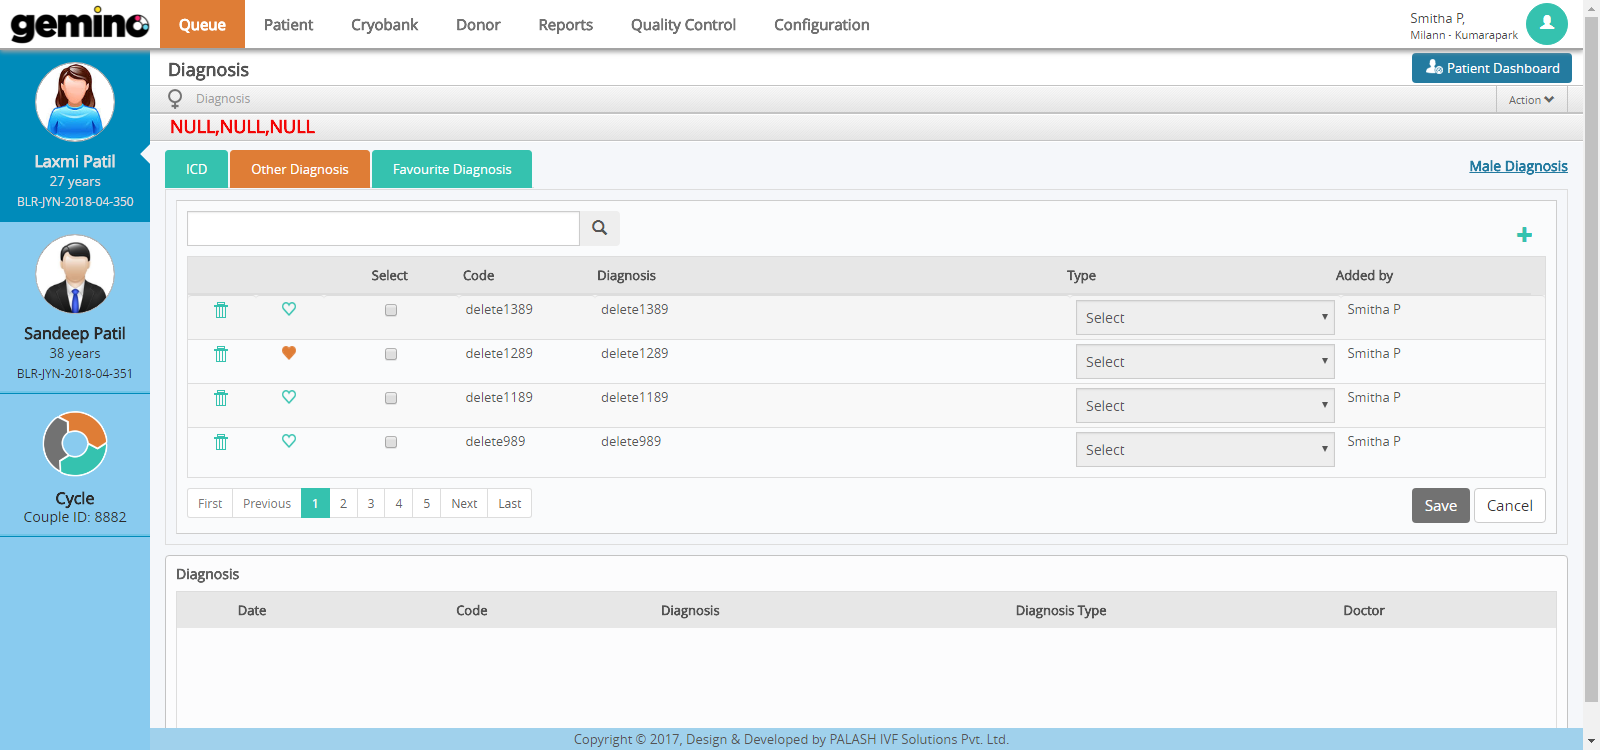 gemino
Queue Patient Cryobank Donor Reports Quality Control Configuration
Smitha P,
Milann - Kumarapark
Laxmi Patil
27 years
BLR-JYN-2018-04-350
Sandeep Patil
38 years
BLR-JYN-2018-04-351
Cycle
Couple ID: 8882
Diagnosis
Patient Dashboard
Diagnosis
Action
NULL,NULL,NULL
ICD Other Diagnosis Favourite Diagnosis
Male Diagnosis
Select Code Diagnosis Type Added by
delete1389 delete1389 Select Smitha P
delete1289 delete1289 Select Smitha P
delete1189 delete1189 Select Smitha P
delete989 delete989 Select Smitha P
First Previous 1 2 3 4 5 Next Last
Save Cancel
Diagnosis
Date Code Diagnosis Diagnosis Type Doctor
Copyright © 2017, Design & Developed by PALASH IVF Solutions Pvt. Ltd.